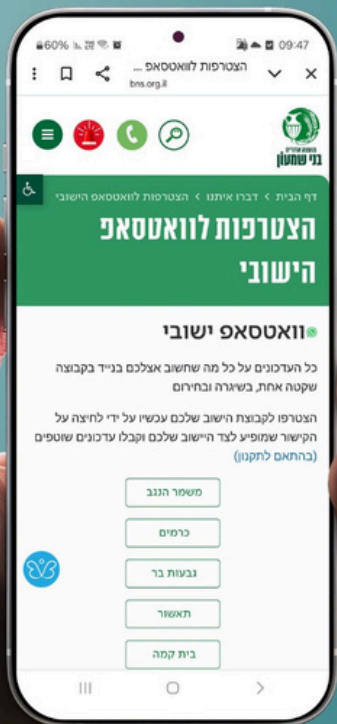 09:47
60%
הצטרפות לוואטסאפ ...
bns.org.il
בני שמעון
דף הבית > דברו איתנו > הצטרפות לוואטסאפ הישובי
הצטרפות לוואטסאפ
הישובי
וואטסאפ ישובי
כל העדכונים על כל מה שחשוב אצלכם בנייד בקבוצה
שקטה אחת, בשיגרה ובחירום
הצטרפו לקבוצת הישוב שלכם עכשיו על ידי לחיצה על
הקישור שמופיע לצד היישוב שלכם וקבלו עדכונים שוטפים
(בהתאם לתקנון)
משמר הנגב
כרמים
גבעות בר
תאשור
בית קמה